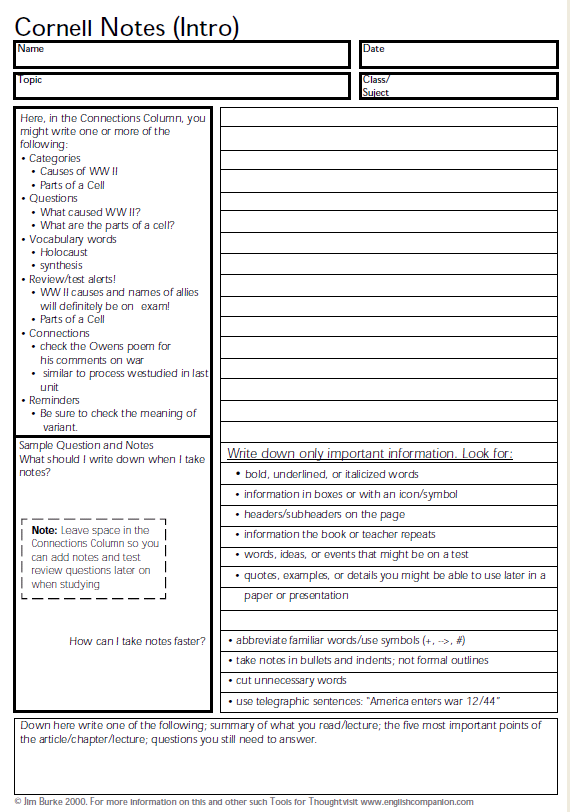 Cornell Notes (Intro)
Name
Date
Topic
Class/
Suject
Here, in the Connections Column, you
might write one or more of the
following:
• Categories
• Causes of WW II
• Parts of a Cell
• Questions
• What caused WW II?
• What are the parts of a cell?
• Vocabulary words
• Holocaust
• synthesis
• Review/test alerts!
• WW II causes and names of allies
will definitely be on exam!
• Parts of a Cell
• Connections
• check the Owens poem for
his comments on war
• similar to process westudied in last
unit
• Reminders
• Be sure to check the meaning of
variant.
Sample Question and Notes
What should I write down when I take
notes?
Note: Leave space in the
Connections Column so you
can add notes and test
review questions later on
when studying
How can I take notes faster?
Write down only important information. Look for:
• bold, underlined, or italicized words
• information in boxes or with an icon/symbol
• headers/subheaders on the page
• information the book or teacher repeats
• words, ideas, or events that might be on a test
• quotes, examples, or details you might be able to use later in a
paper or presentation
• abbreviate familiar words/use symbols (+, -->, #)
• take notes in bullets and indents; not formal outlines
• cut unnecessary words
• use telegraphic sentences: "America enters war 12/44"
Down here write one of the following; summary of what you read/lecture; the five most important points of
the article/chapter/lecture; questions you still need to answer.
© Jim Burke 2000. For more information on this and other such Tools for Thoughtvisit www.englishcompanion.com